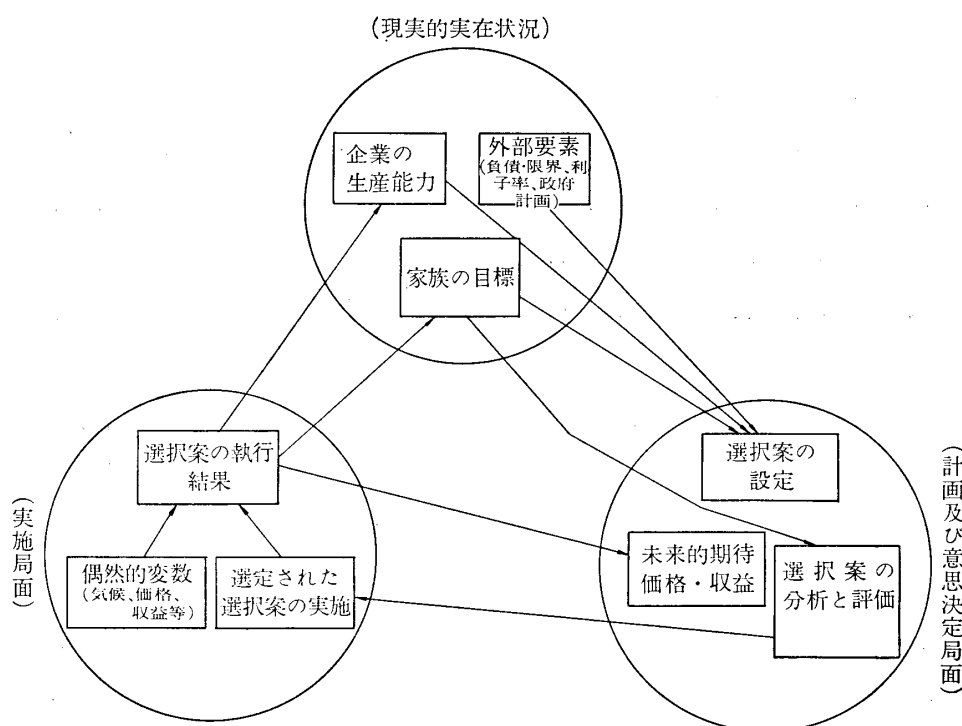 (現実的実在状況)
企業の
生産能力
外部要素
(負債・限界、利
子率、政府
計画)
家族の目標
選択案の執行
結果
偶然的変数
(気候、価格、
収益等)
選定された
選択案の実施
(実施局面)
選択案の
設定
未来的期待
価格・収益
選択案の
分析と評価
(計画及び意思決定局面)